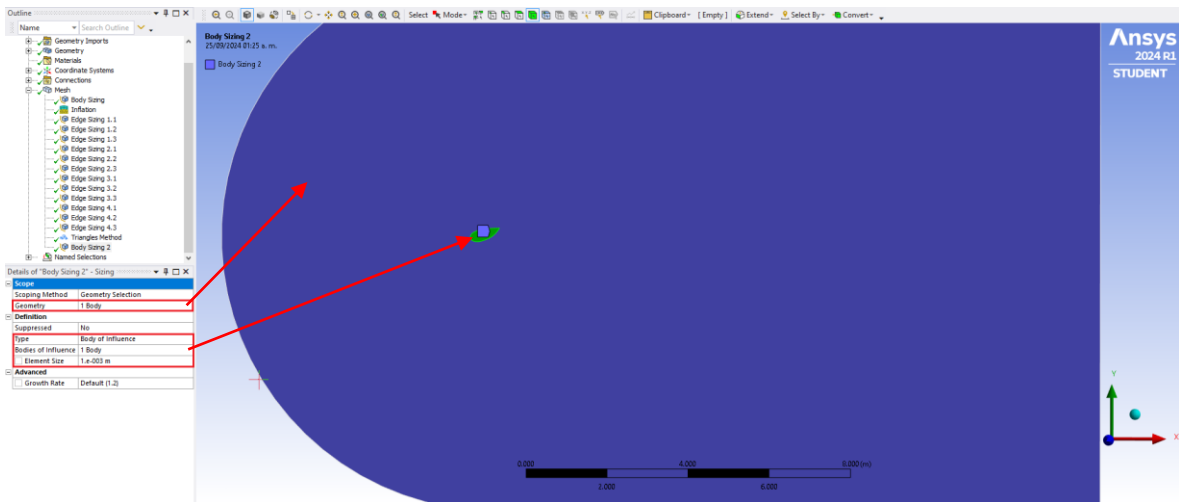 Outline
Name
Search Outline
Geometry Imports
Geometry
Materials
Coordinate Systems
Connections
Mesh
Body Sizing
Inflation
Edge Sizing 1.1
Edge Sizing 1.2
Edge Sizing 1.3
Edge Sizing 2.1
Edge Sizing 2.2
Edge Sizing 2.3
Edge Sizing 3.1
Edge Sizing 3.2
Edge Sizing 3.3
Edge Sizing 4.1
Edge Sizing 4.2
Edge Sizing 4.3
Triangles Method
Body Sizing 2
Named Selections
Details of "Body Sizing 2" - Sizing
Scope
Scoping Method Geometry Selection
Geometry 1 Body
Definition
Suppressed No
Type Body of Influence
Bodies of Influence 1 Body
Element Size 1.e-003 m
Advanced
Growth Rate Default (1.2)
Select Mode Clipboard [Empty] Extend Select By Convert
Body Sizing 2
25/09/2024 01:25 a. m.
Body Sizing 2
Ansys
2024 R1
STUDENT
Y
X
0.000 4.000 8.000 (m)
2.000 6.000